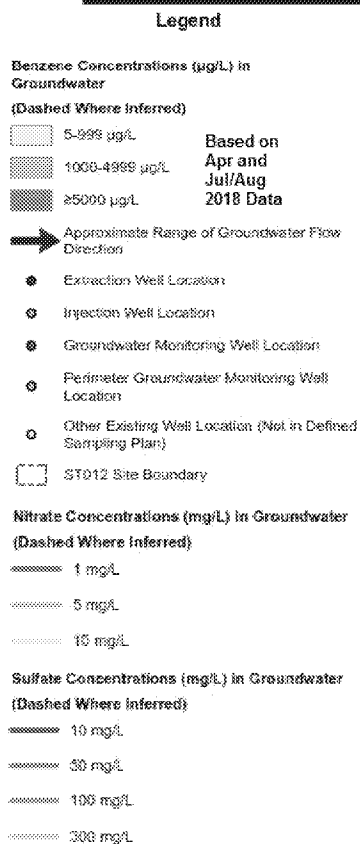 Legend
Benzene Concentrations (µg/L) in
Groundwater
(Dashed Where Inferred)
5-999 µg/L
1000-4999 µg/L
≥5000 µg/L
Based on
Apr and
Jul/Aug
2018 Data
Approximate Range of Groundwater Flow
Direction
Extraction Well Location
Injection Well Location
Groundwater Monitoring Well Location
Perimeter Groundwater Monitoring Well
Location
Other Existing Well Location (Not in Defined
Sampling Plan)
ST012 Site Boundary
Nitrate Concentrations (mg/L) in Groundwater
(Dashed Where Inferred)
1 mg/L
5 mg/L
10 mg/L
Sulfate Concentrations (mg/L) in Groundwater
(Dashed Where Inferred)
10 mg/L
50 mg/L
100 mg/L
300 mg/L